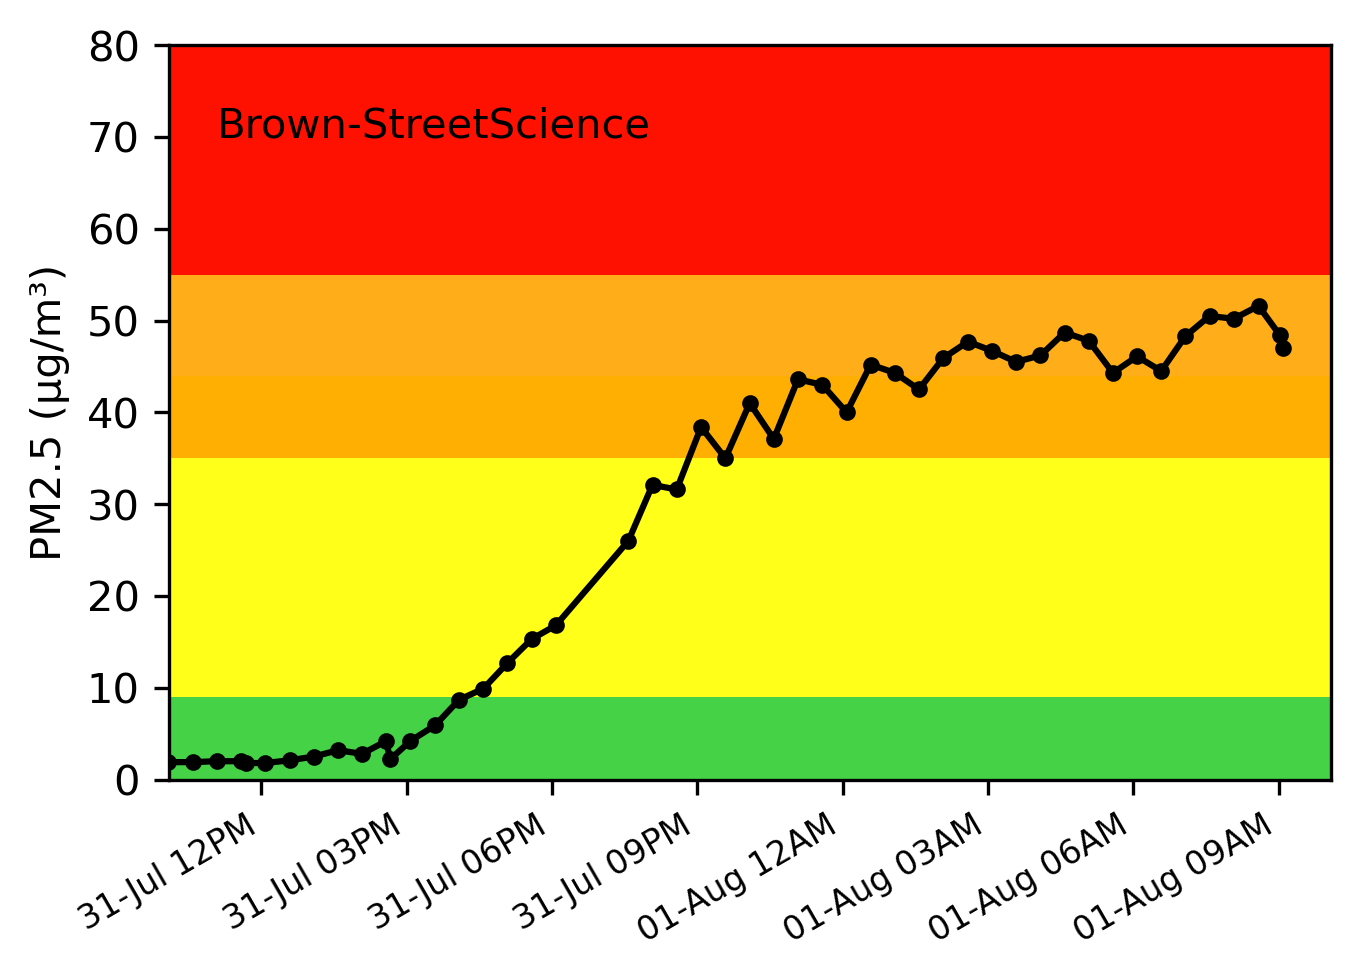 80
70
60
50
40
30
20
10
0
PM2.5 (µg/m³)
Brown-StreetScience
31-Jul 12PM
31-Jul 03PM
31-Jul 06PM
31-Jul 09PM
01-Aug 12AM
01-Aug 03AM
01-Aug 06AM
01-Aug 09AM